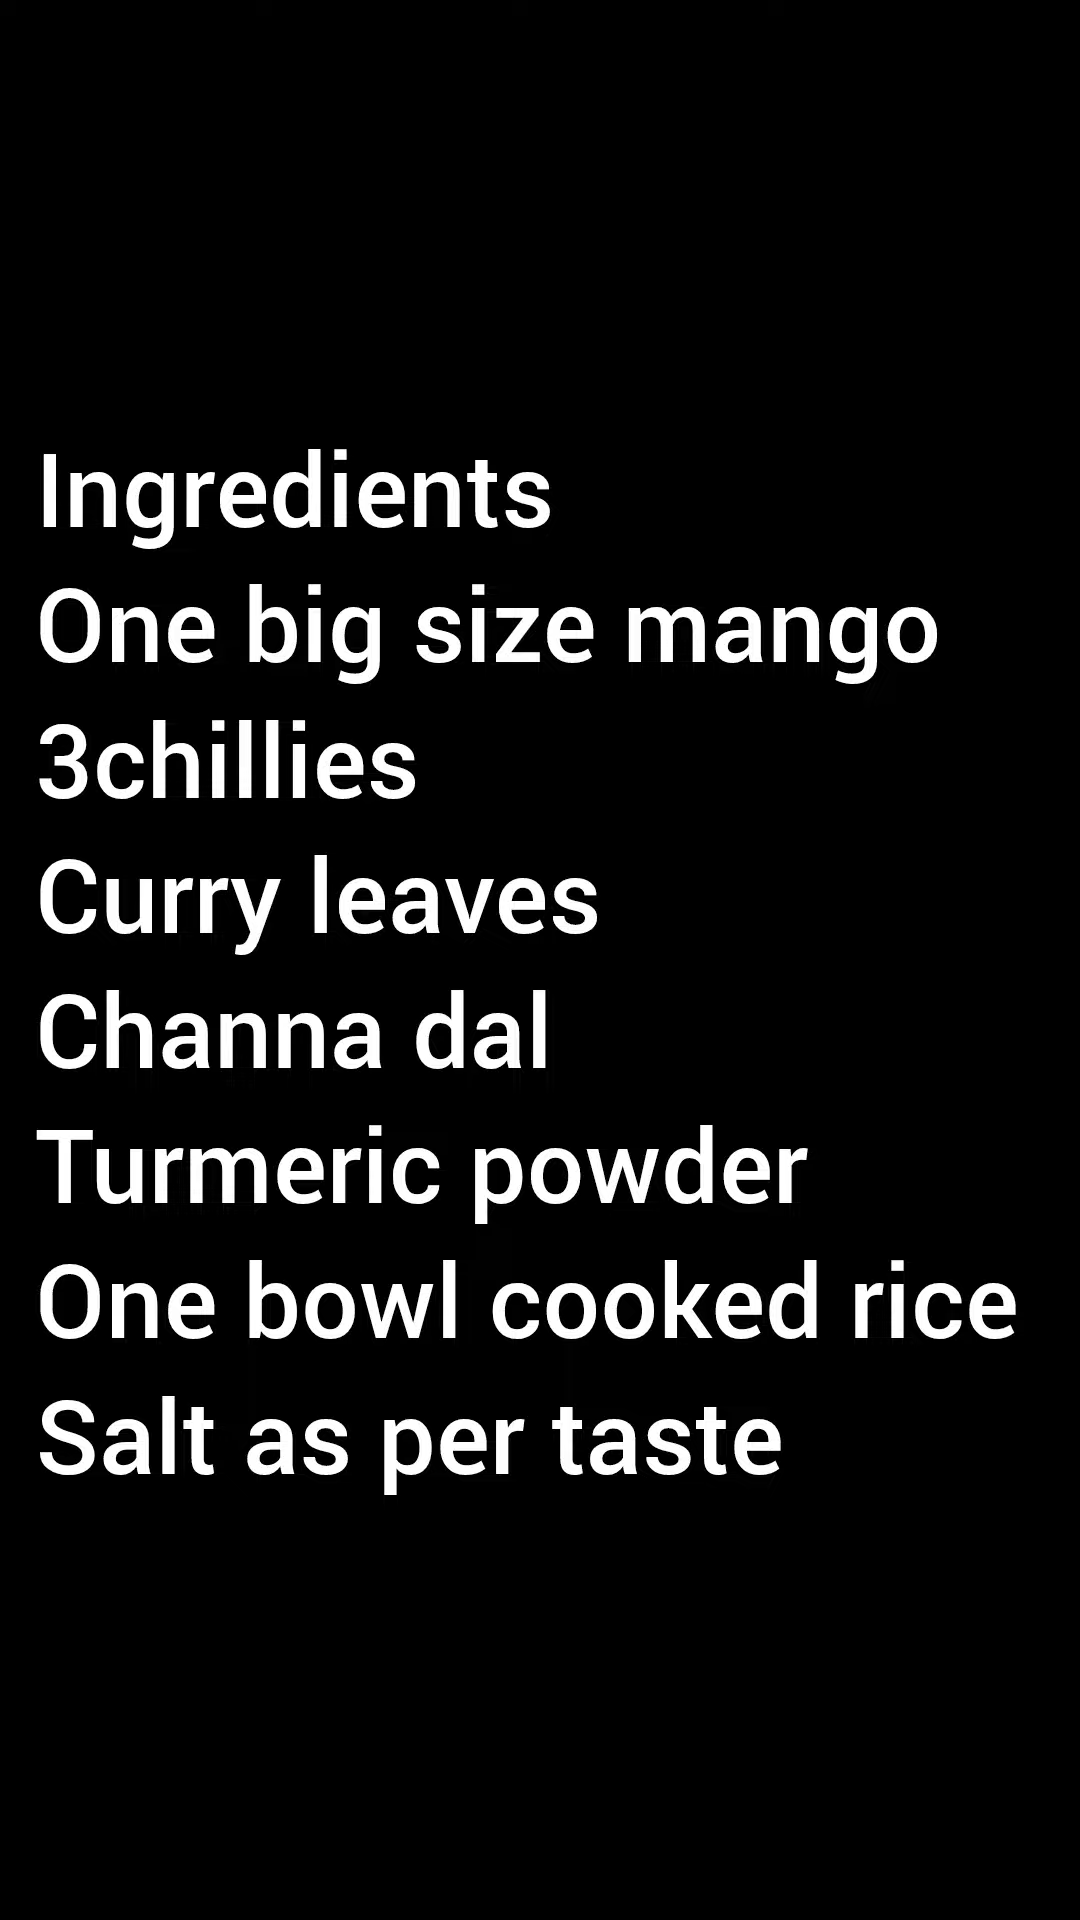 Ingredients
One big size mango
3chillies
Curry leaves
Channa dal
Turmeric powder
One bowl cooked rice
Salt as per taste